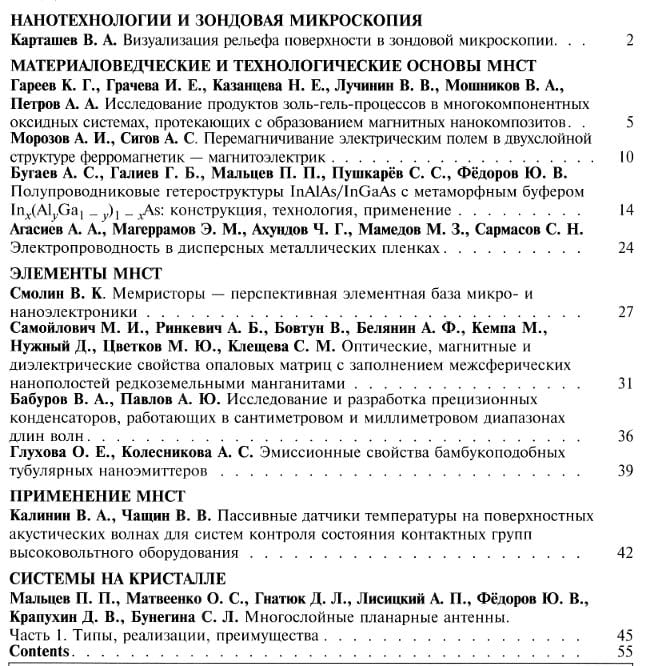 НАНОТЕХНОЛОГИИ И ЗОНДОВАЯ МИКРОСКОПИЯ
Карташев В. А. Визуализация рельефа поверхности в зондовой микроскопии. . . 2
МАТЕРИАЛОВЕДЧЕСКИЕ И ТЕХНОЛОГИЧЕСКИЕ ОСНОВЫ МНСТ
Гареев К. Г., Грачева И. Е., Казанцева Н. Е., Лучинин В. В., Мошников В. А.,
Петров А. А. Исследование продуктов золь-гель-процессов в многокомпонентных
оксидных системах, протекающих с образованием магнитных нанокомпозитов. . 5
Морозов А. И., Сигов А. С. Перемагничивание электрическим полем в двухслойной
структуре ферромагнетик — магнитоэлектрик . . . . . . . . . . . . . . . . . . 10
Бугаев А. С., Галиев Г. Б., Мальцев П. П., Пушкарёв С. С., Фёдоров Ю. В.
Полупроводниковые гетероструктуры InAlAs/InGaAs с метаморфным буфером
In_x(Al_yGa_{1 – y})_{1 – x}As: конструкция, технология, применение . . . . . . . . . 14
Агасиев А. А., Магеррамов Э. М., Ахундов Ч. Г., Мамедов М. З., Сармасов С. Н.
Электропроводность в дисперсных металлических пленках . . . . . . . . . . 24
ЭЛЕМЕНТЫ МНСТ
Смолин В. К. Мемристоры — перспективная элементная база микро- и
наноэлектроники . . . . . . . . . . . . . . . . . . . . . . . . . . . . 27
Самойлович М. И., Ринкевич А. Б., Бовтун В., Белянин А. Ф., Кемпа М.,
Нужный Д., Цветков М. Ю., Клещева С. М. Оптические, магнитные и
диэлектрические свойства опаловых матриц с заполнением межсферических
нанополостей редкоземельными манганитами . . . . . . . . . . . . . . . . 31
Бабуров В. А., Павлов А. Ю. Исследование и разработка прецизионных
конденсаторов, работающих в сантиметровом и миллиметровом диапазонах
длин волн . . . . . . . . . . . . . . . . . . . . . . . . . . . . . . . 36
Глухова О. Е., Колесникова А. С. Эмиссионные свойства бамбукоподобных
тубулярных наноэмиттеров . . . . . . . . . . . . . . . . . . . . . . . . 39
ПРИМЕНЕНИЕ МНСТ
Калинин В. А., Чащин В. В. Пассивные датчики температуры на поверхностных
акустических волнах для систем контроля состояния контактных групп
высоковольтного оборудования . . . . . . . . . . . . . . . . . . . . . . 42
СИСТЕМЫ НА КРИСТАЛЛЕ
Мальцев П. П., Матвеенко О. С., Гнатюк Д. Л., Лисицкий А. П., Фёдоров Ю. В.,
Крапухин Д. В., Бунегина С. Л. Многослойные планарные антенны.
Часть 1. Типы, реализации, преимущества . . . . . . . . . . . . . . . . . 45
Contents. . . . . . . . . . . . . . . . . . . . . . . . . . . . . . . . 55